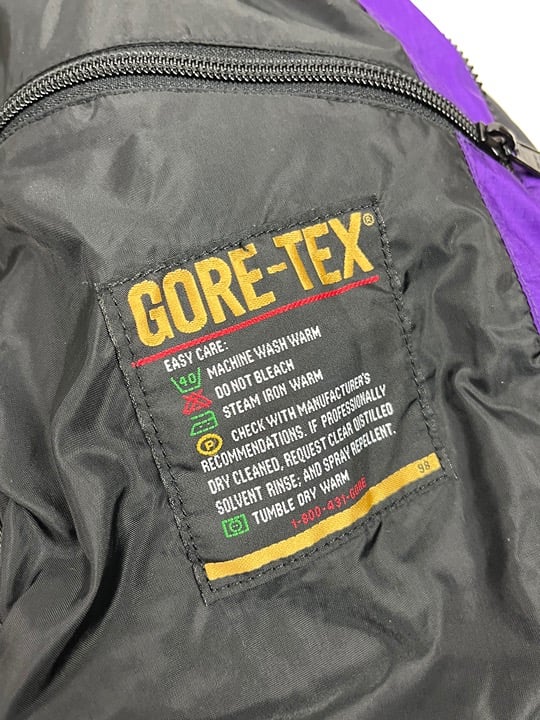 GORE-TEX®
EASY CARE:
40 MACHINE WASH WARM
DO NOT BLEACH
STEAM IRON WARM
P CHECK WITH MANUFACTURER'S
RECOMMENDATIONS. IF PROFESSIONALLY
DRY CLEANED, REQUEST CLEAR DISTILLED
SOLVENT RINSE, AND SPRAY REPELLENT.
TUMBLE DRY WARM
1-800-431-GORE
98